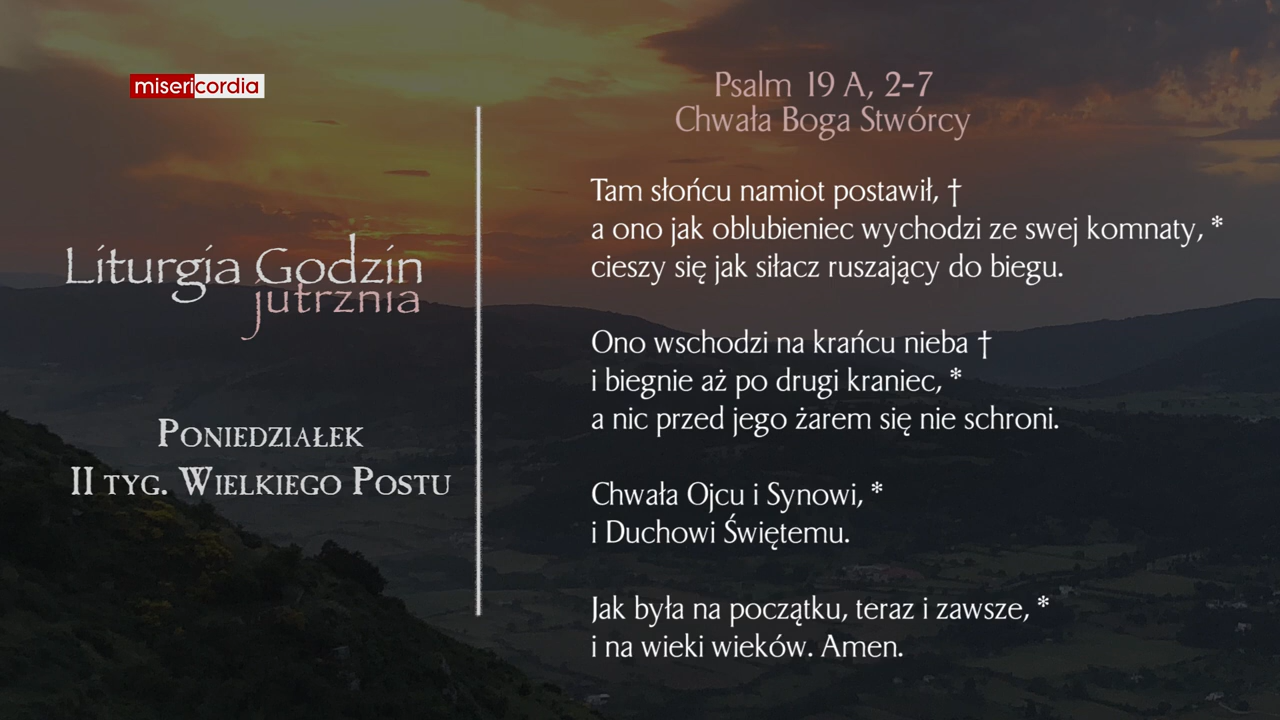 misericordia
Liturgia Godzin
jutrznia
Poniedziałek
II tyg. Wielkiego Postu
Psalm 19 A, 2-7
Chwała Boga Stwórcy
Tam słońcu namiot postawił, †
a ono jak oblubieniec wychodzi ze swej komnaty, *
cieszy się jak siłacz ruszający do biegu.
Ono wschodzi na krańcu nieba †
i biegnie aż po drugi kraniec, *
a nic przed jego żarem się nie schroni.
Chwała Ojcu i Synowi, *
i Duchowi Świętemu.
Jak była na początku, teraz i zawsze, *
i na wieki wieków. Amen.